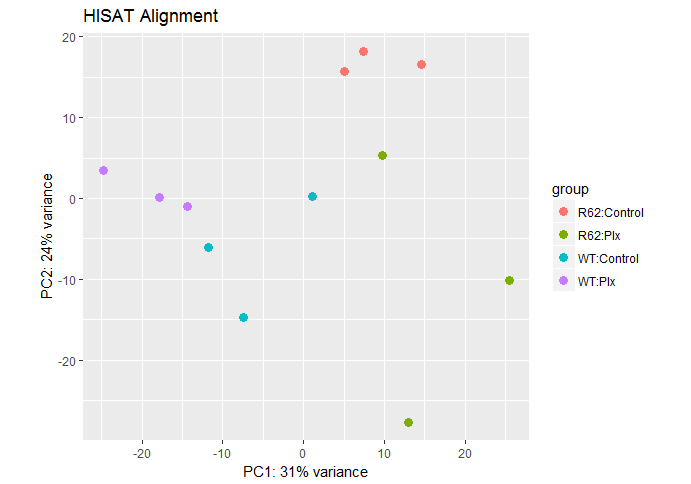 HISAT Alignment
20
10
0
-10
-20
PC2: 24% variance
-20
-10
0
10
20
PC1: 31% variance
group
R62:Control
R62:Plx
WT:Control
WT:Plx